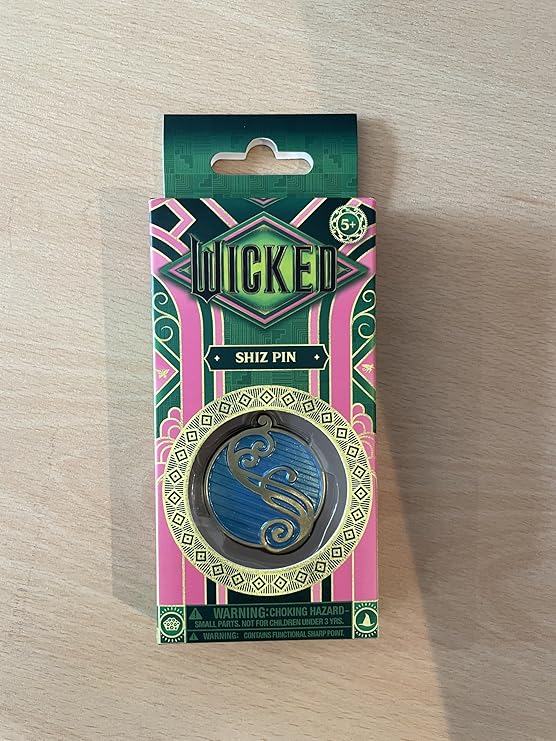 5+
WICKED
SHIZ PIN
WARNING: CHOKING HAZARD-
SMALL PARTS. NOT FOR CHILDREN UNDER 3 YRS.
WARNING: CONTAINS FUNCTIONAL SHARP POINT.